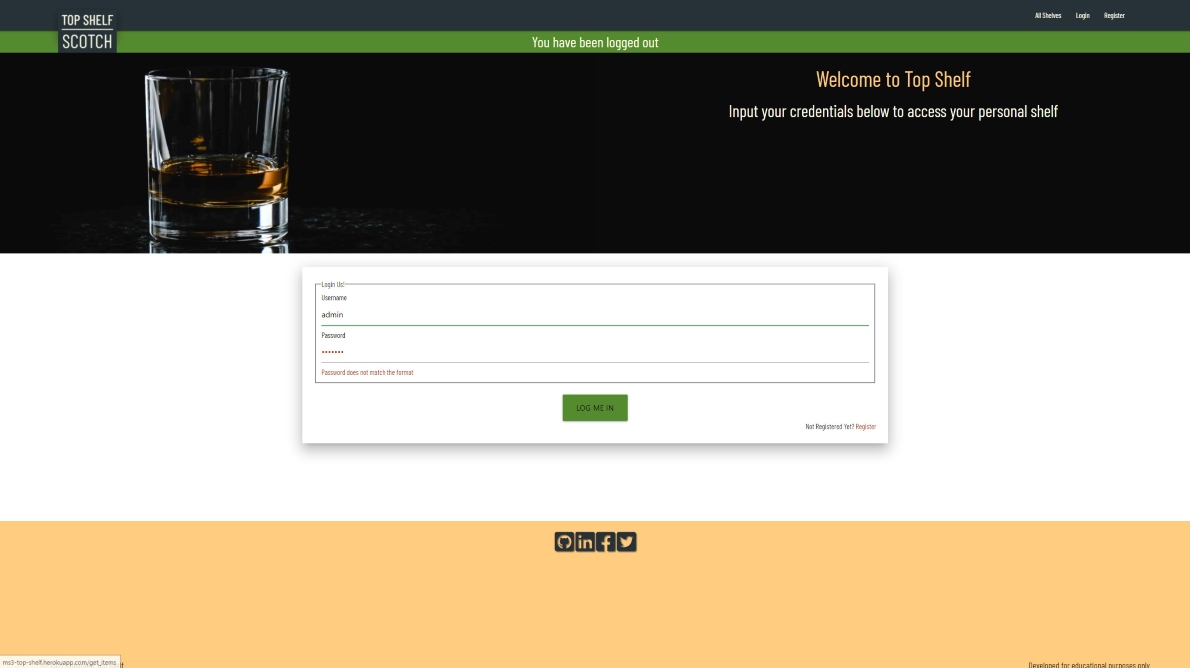 TOP SHELF
SCOTCH
All Shelves
Login
Register
You have been logged out
Welcome to Top Shelf
Input your credentials below to access your personal shelf
Login Us!
Username
admin
Password
•••••••
Password does not match the format
LOG ME IN
Not Registered Yet? Register
ms3-top-shelf.herokuapp.com/get_items
Developed for educational purposes only